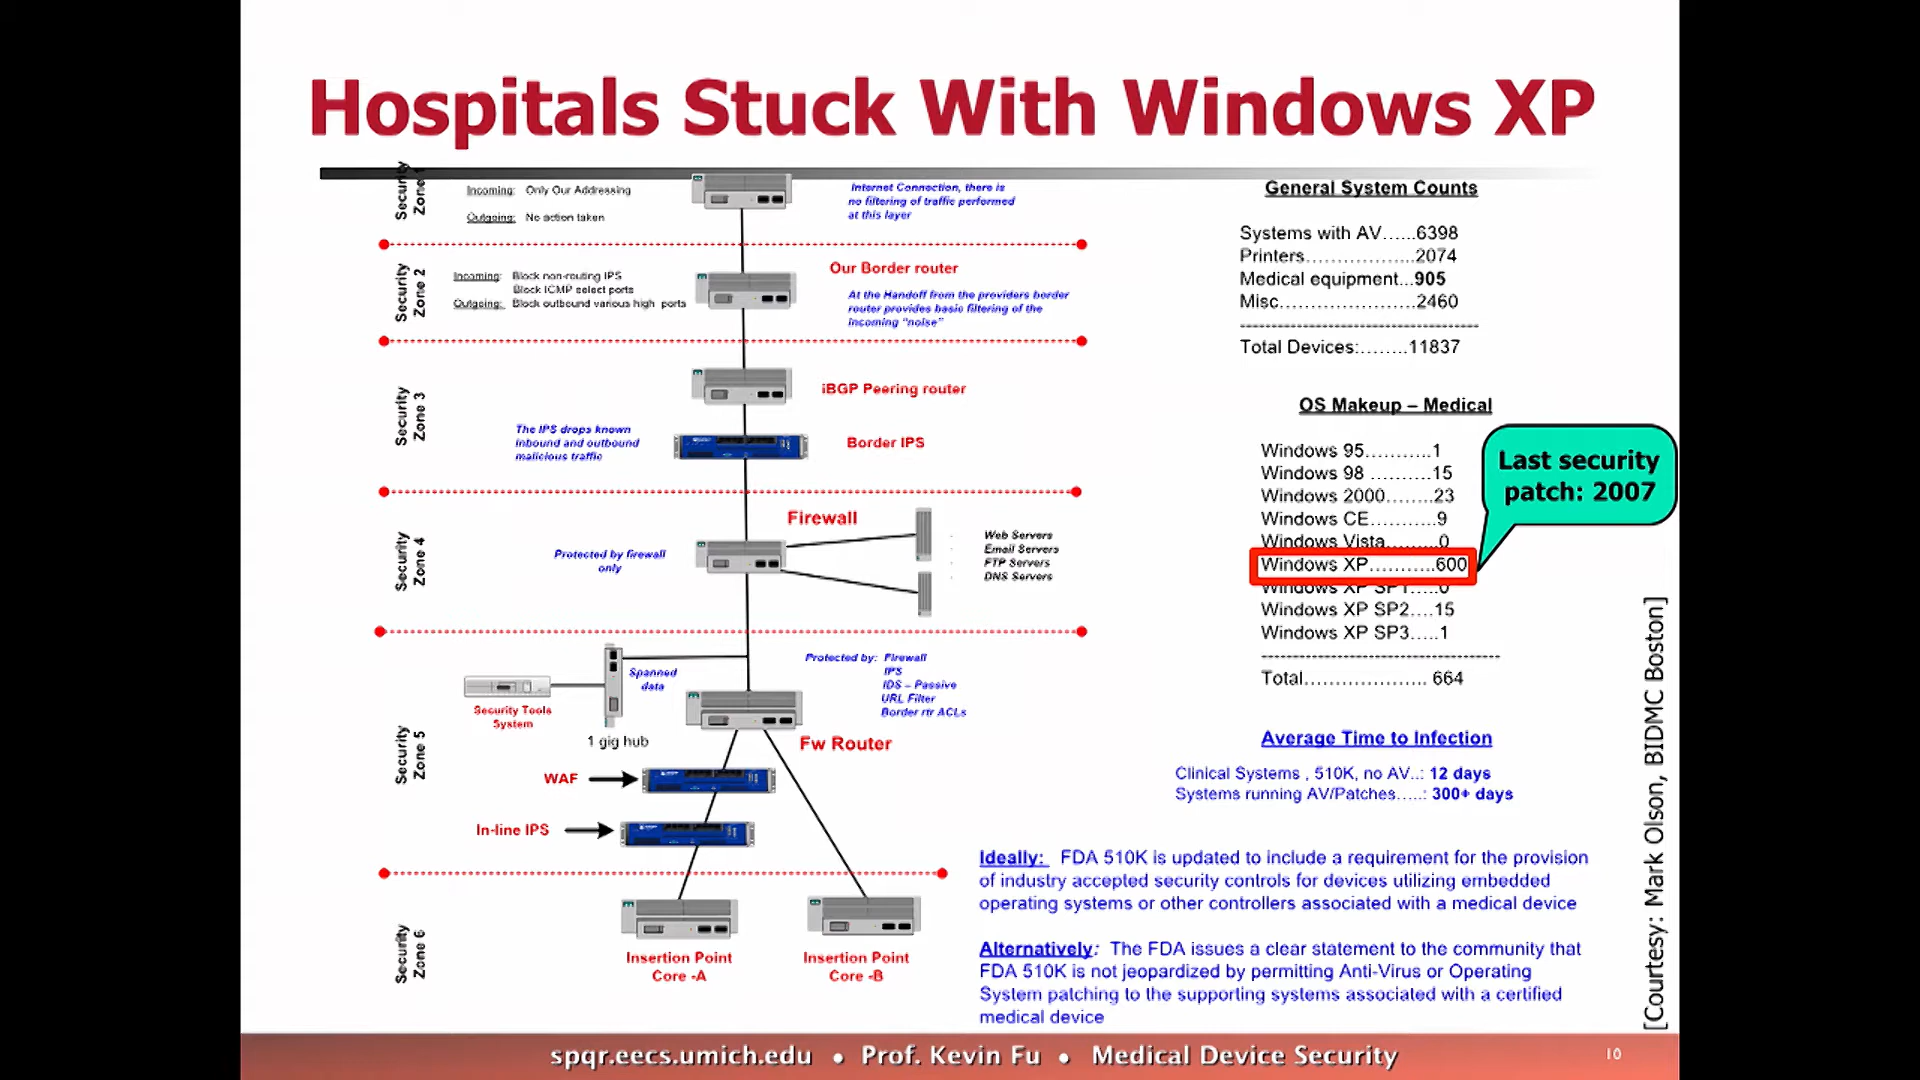 Hospitals Stuck With Windows XP
Security
Zone 1
Incoming: Only Our Addressing
Outgoing: No action taken
Internet Connection, there is
no filtering of traffic performed
at this layer
Security
Zone 2
Incoming: Block non-routing IPS
Block ICMP select ports
Outgoing: Block outbound various high ports
Our Border router
At the Handoff from the providers border
router provides basic filtering of the
incoming "noise"
Security
Zone 3
iBGP Peering router
The IPS drops known
inbound and outbound
malicious traffic
Border IPS
Security
Zone 4
Firewall
Protected by firewall
only
Web Servers
Email Servers
FTP Servers
DNS Servers
Security
Zone 5
Spanned
data
Security Tools
System
1 gig hub
Protected by: Firewall
IPS
IDS – Passive
URL Filter
Border rtr ACLs
Fw Router
WAF
In-line IPS
Security
Zone 6
Insertion Point
Core -A
Insertion Point
Core -B
General System Counts
Systems with AV......6398
Printers..................2074
Medical equipment...905
Misc......................2460
Total Devices:........11837
OS Makeup – Medical
Windows 95...........1
Windows 98 ..........15
Windows 2000........23
Windows CE...........9
Windows Vista.........0
Windows XP...........600
Windows XP SP1.....0
Windows XP SP2....15
Windows XP SP3.....1
Total.................... 664
Last security
patch: 2007
Average Time to Infection
Clinical Systems , 510K, no AV..: 12 days
Systems running AV/Patches.....: 300+ days
Ideally: FDA 510K is updated to include a requirement for the provision
of industry accepted security controls for devices utilizing embedded
operating systems or other controllers associated with a medical device
Alternatively: The FDA issues a clear statement to the community that
FDA 510K is not jeopardized by permitting Anti-Virus or Operating
System patching to the supporting systems associated with a certified
medical device
[Courtesy: Mark Olson, BIDMC Boston]
spqr.eecs.umich.edu • Prof. Kevin Fu • Medical Device Security
10